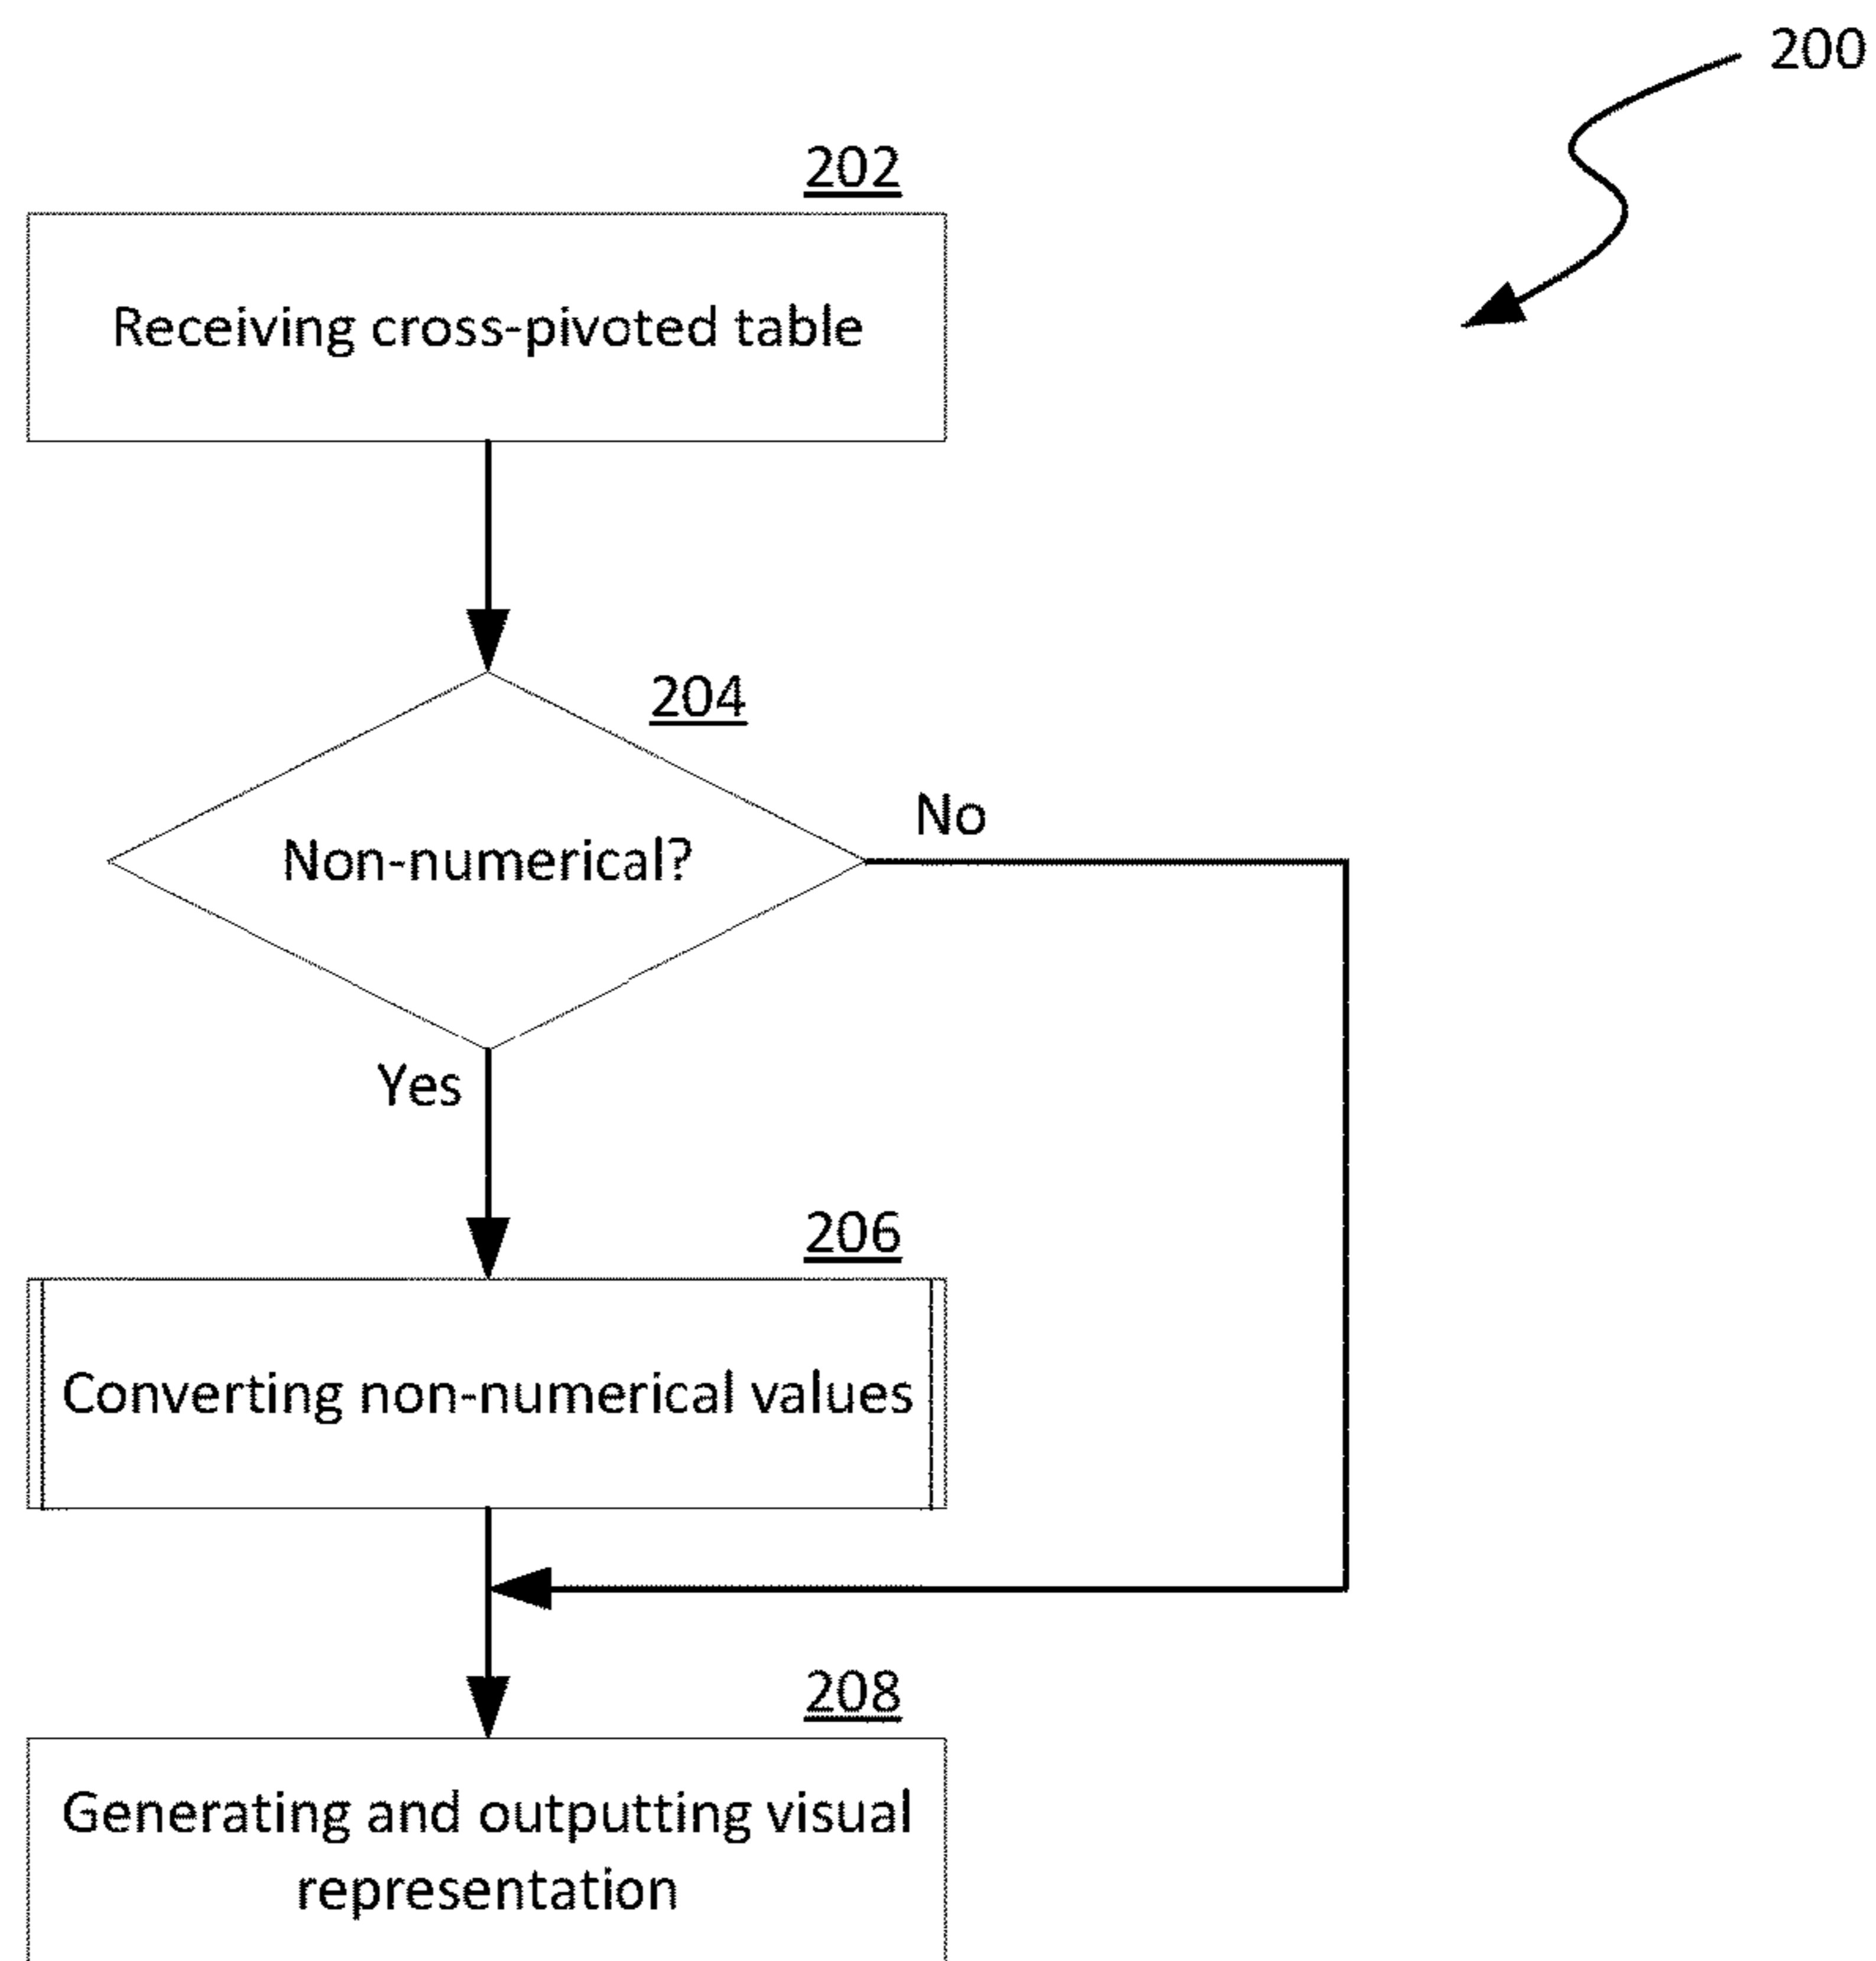 200
202
Receiving cross-pivoted table
204
Non-numerical?
No
Yes
206
Converting non-numerical values
208
Generating and outputting visual
representation